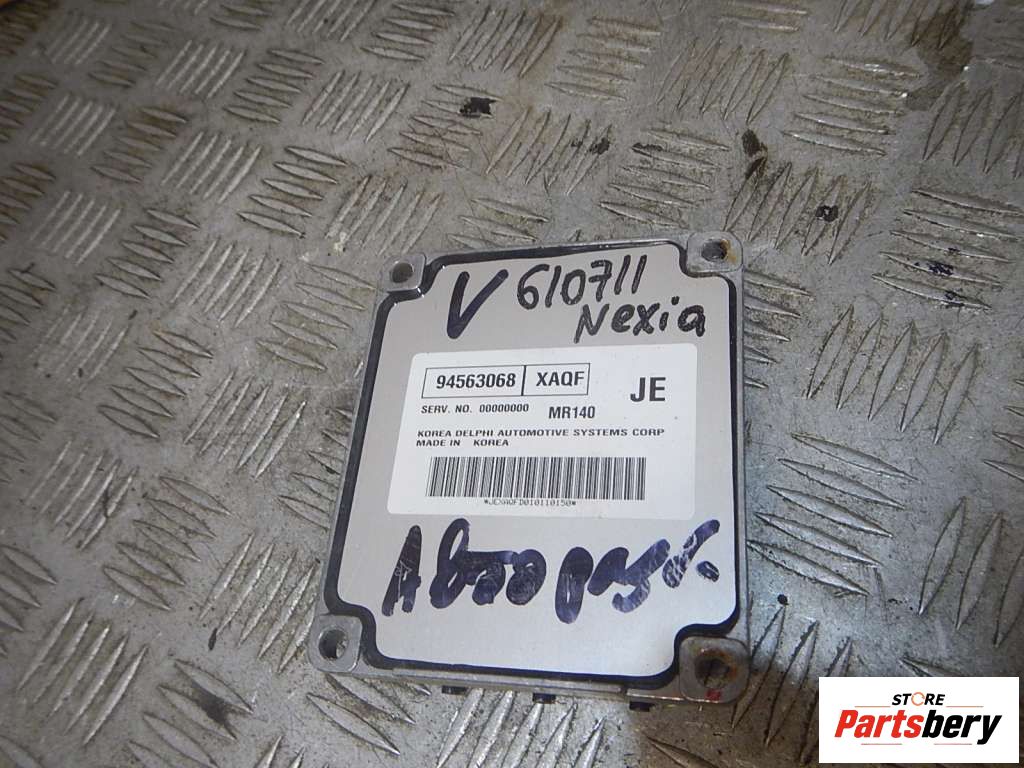 V 610711
Nexia
94563068 XAQF JE
SERV. NO. 00000000 MR140
KOREA DELPHI AUTOMOTIVE SYSTEMS CORP
MADE IN KOREA
*JEXAQFD010110150*
STORE
Partsbery